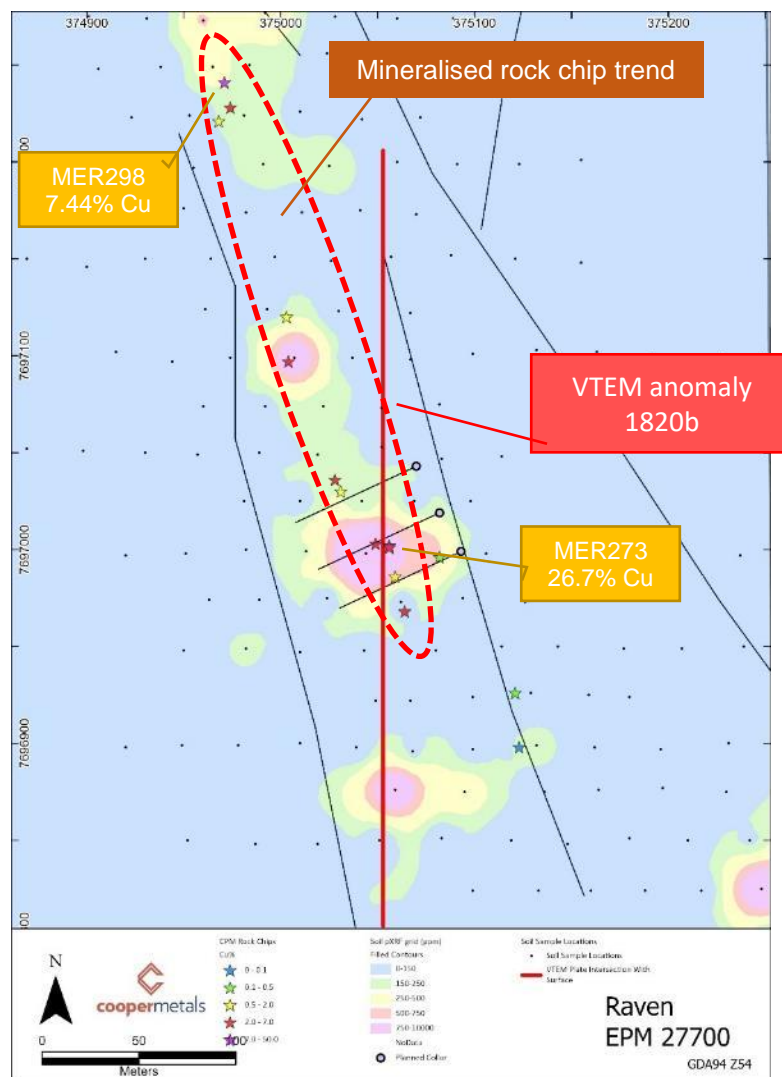 374900 375000 375100 375200
Mineralised rock chip trend
MER298
7.44% Cu
7697100
VTEM anomaly
1820b
7697000
MER273
26.7% Cu
7696900
N
coopermetals
0 50
Meters
CPM Rock Chips
Cu%
0 - 0.1
0.1 - 0.5
0.5 - 2.0
2.0 - 7.0
7.0 - 50.0
Soil pXRF grid (ppm)
Filled Contours
0-150
150-250
250-500
500-750
750-10000
NoData
Planned Collar
Soil Sample Locations
Soil Sample Locations
VTEM Plate Intersection With
Surface
Raven
EPM 27700
GDA94 Z54